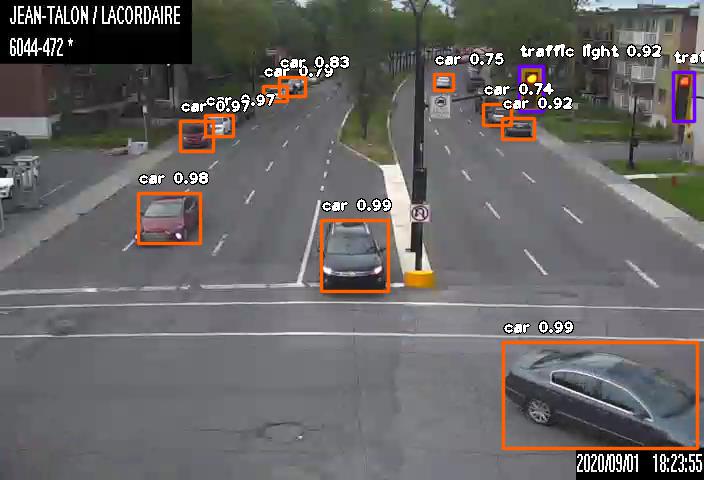 JEAN-TALON / LACORDAIRE
6044-472 *
car 0.83
car 0.79
car 0.75
traffic light 0.92
traf
car 0.97
car 0.97
car 0.74
car 0.92
car 0.98
car 0.99
car 0.99
2020/09/01 18:23:55